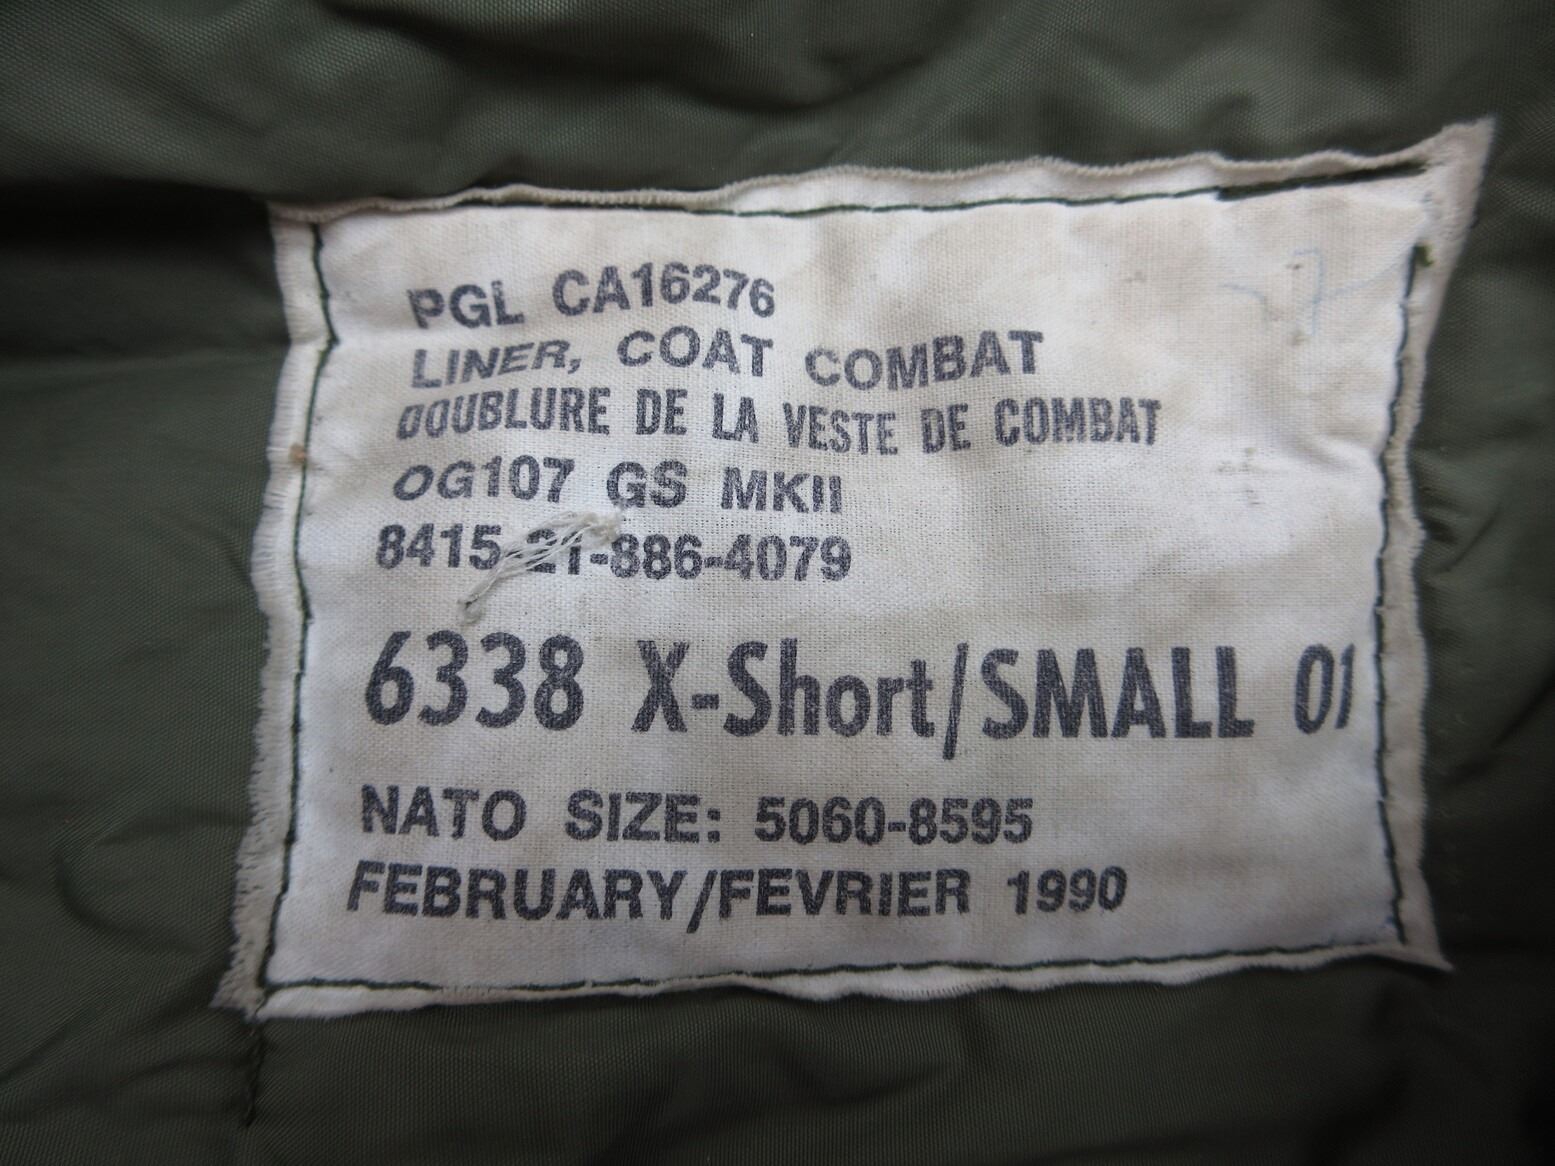 PGL CA16276
LINER, COAT COMBAT
DOUBLURE DE LA VESTE DE COMBAT
OG107 GS MKII
8415-21-886-4079
6338 X-Short/SMALL 01
NATO SIZE: 5060-8595
FEBRUARY/FEVRIER 1990